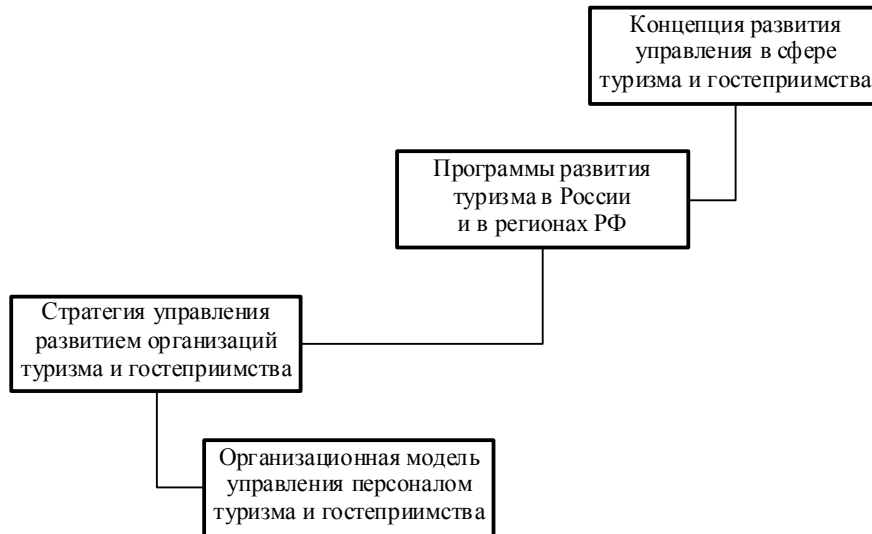 Концепция развития
управления в сфере
туризма и гостеприимства
Программы развития
туризма в России
и в регионах РФ
Стратегия управления
развитием организаций
туризма и гостеприимства
Организационная модель
управления персоналом
туризма и гостеприимства